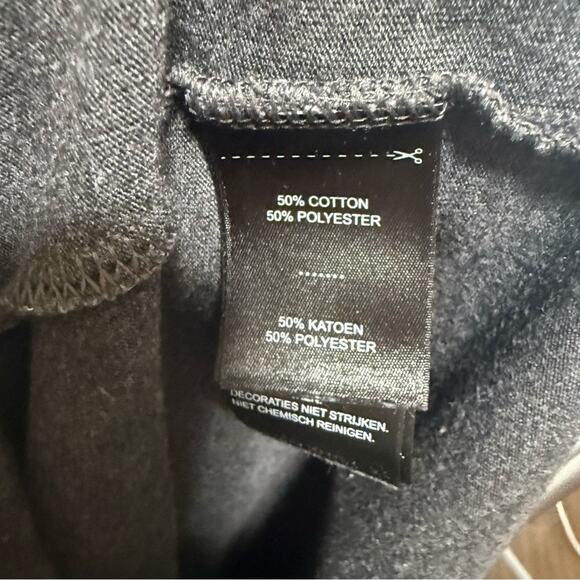 50% COTTON
50% POLYESTER
50% KATOEN
50% POLYESTER
DECORATIES NIET STRIJKEN.
NIET CHEMISCH REINIGEN.